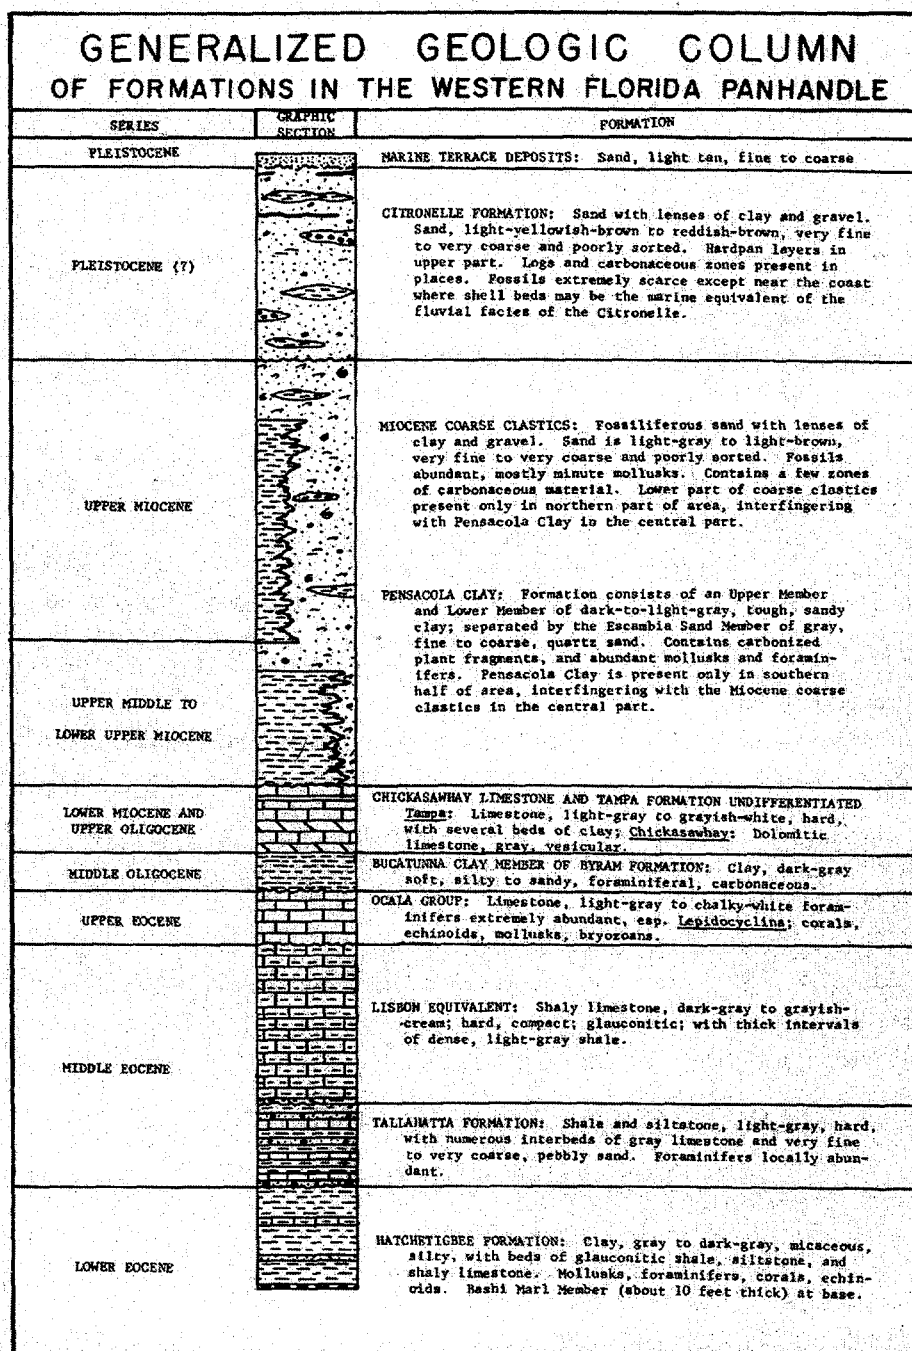 GENERALIZED GEOLOGIC COLUMN
OF FORMATIONS IN THE WESTERN FLORIDA PANHANDLE
SERIES
GRAPHIC
SECTION
FORMATION
PLEISTOCENE
MARINE TERRACE DEPOSITS: Sand, light tan, fine to coarse
PLEISTOCENE (?)
CITRONELLE FORMATION: Sand with lenses of clay and gravel.
Sand, light-yellowish-brown to reddish-brown, very fine
to very coarse and poorly sorted. Hardpan layers in
upper part. Logs and carbonaceous zones present in
places. Fossils extremely scarce except near the coast
where shell beds may be the marine equivalent of the
fluvial facies of the Citronelle.
UPPER MIOCENE
MIOCENE COARSE CLASTICS: Fossiliferous sand with lenses of
clay and gravel. Sand is light-gray to light-brown,
very fine to very coarse and poorly sorted. Fossils
abundant, mostly minute mollusks. Contains a few zones
of carbonaceous material. Lower part of coarse clastics
present only in northern part of area, interfingering
with Pensacola Clay in the central part.
PENSACOLA CLAY: Formation consists of an Upper Member
and Lower Member of dark-to-light-gray, tough, sandy
clay; separated by the Escambia Sand Member of gray,
fine to coarse, quartz sand. Contains carbonized
plant fragments, and abundant mollusks and foramin-
ifers. Pensacola Clay is present only in southern
half of area, interfingering with the Miocene coarse
clastics in the central part.
UPPER MIDDLE TO
LOWER UPPER MIOCENE
LOWER MIOCENE AND
UPPER OLIGOCENE
CHICKASAWHAY LIMESTONE AND TAMPA FORMATION UNDIFFERENTIATED
Tampa: Limestone, light-gray to grayish-white, hard,
with several beds of clay; Chickasawhay: Dolomitic
limestone, gray, vesicular.
MIDDLE OLIGOCENE
BUCATUNNA CLAY MEMBER OF BYRAM FORMATION: Clay, dark-gray
soft, silty to sandy, foraminiferal, carbonaceous.
UPPER EOCENE
OCALA GROUP: Limestone, light-gray to chalky-white foram-
inifers extremely abundant, esp. Lepidocyclina; corals,
echinoids, mollusks, bryozoans.
MIDDLE EOCENE
LISBON EQUIVALENT: Shaly limestone, dark-gray to grayish-
cream; hard, compact; glauconitic; with thick intervals
of dense, light-gray shale.
TALLAHATTA FORMATION: Shale and siltstone, light-gray, hard,
with numerous interbeds of gray limestone and very fine
to very coarse, pebbly sand. Foraminifers locally abun-
dant.
LOWER EOCENE
HATCHETIGBEE FORMATION: Clay, gray to dark-gray, micaceous,
silty, with beds of glauconitic shale, siltstone, and
shaly limestone. Mollusks, foraminifers, corals, echin-
oids. Bashi Marl Member (about 10 feet thick) at base.